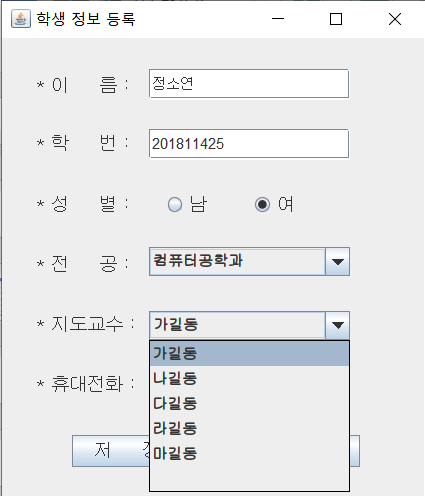 학생 정보 등록
* 이 름 : 정소연
* 학 번 : 201811425
* 성 별 : 남 여
* 전 공 : 컴퓨터공학과
* 지도교수 : 가길동
가길동
나길동
* 휴대전화 :
다길동
라길동
저
마길동